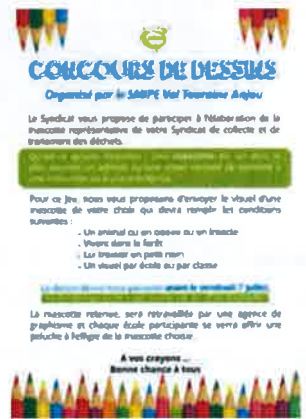 CONCOURS DE DESSINS
Organisé par le SMIPE Val Touraine Anjou
Le Syndicat vous propose de participer à l'élaboration de la
mascotte représentative de votre Syndicat de collecte et de
traitement des déchets.
Pour ce jeu, nous vous proposons d'envoyer le visuel d'une
mascotte de votre choix qui devra remplir les conditions
suivantes :
- Un animal ou un oiseau ou un insecte
- Vivant dans la forêt
- Lui trouver un petit nom
- Un visuel par école ou par classe
avant le vendredi 7 juillet
La mascotte retenue, sera retravaillée par une agence de
graphisme et chaque école participante se verra offrir une
peluche à l'effigie de la mascotte choisie
A vos crayons ...
Bonne chance à tous